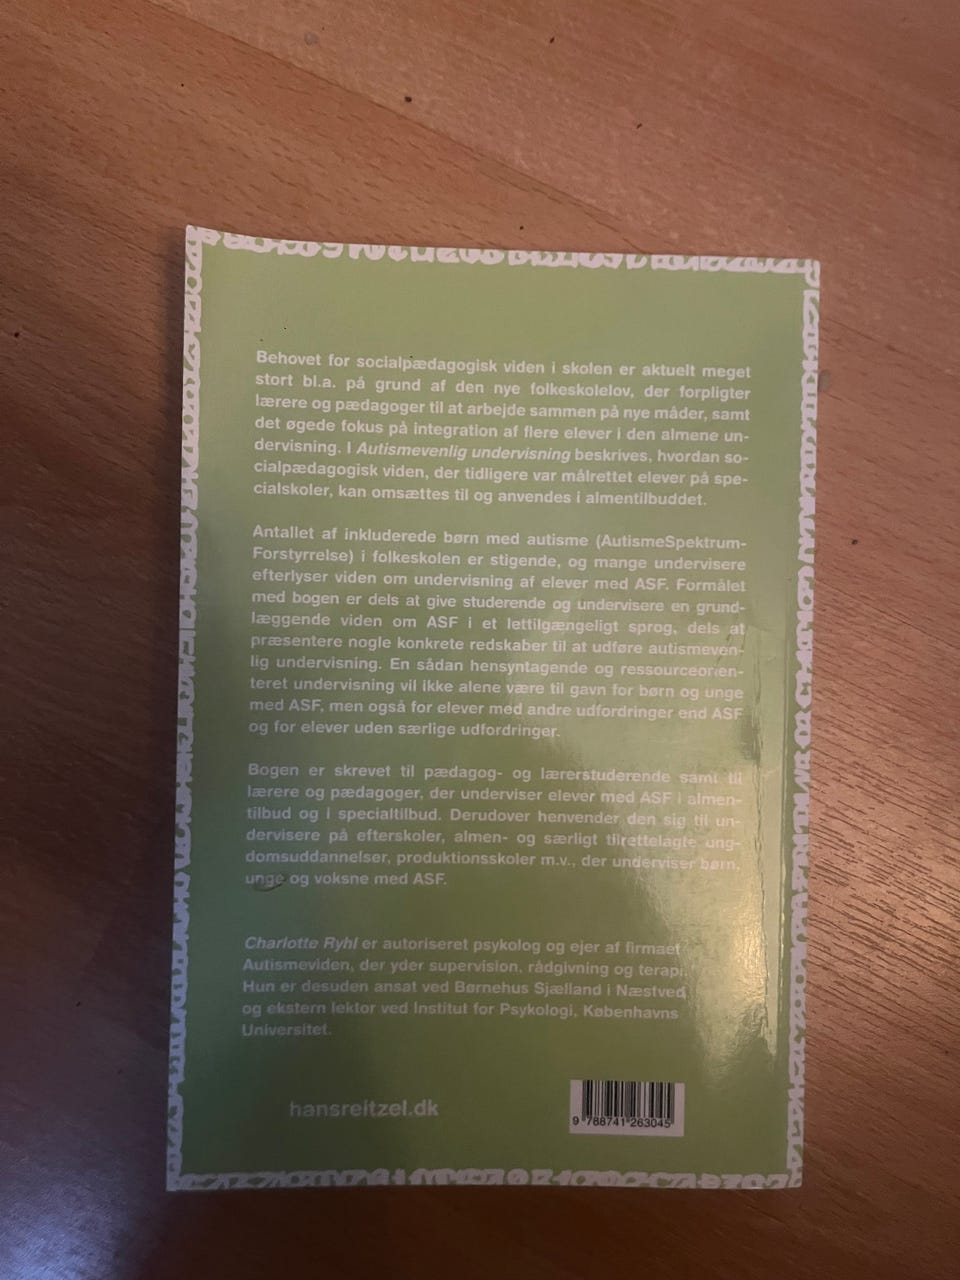 Behovet for socialpædagogisk viden i skolen er aktuelt meget
stort bl.a. på grund af den nye folkeskolelov, der forpligter
lærere og pædagoger til at arbejde sammen på nye måder, samt
det øgede fokus på integration af flere elever i den almene un-
dervisning. I Autismevenlig undervisning beskrives, hvordan so-
cialpædagogisk viden, der tidligere var målrettet elever på spe-
cialskoler, kan omsættes til og anvendes i almentilbuddet.
Antallet af inkluderede børn med autisme (AutismeSpektrum-
Forstyrrelse) i folkeskolen er stigende, og mange undervisere
efterlyser viden om undervisning af elever med ASF. Formålet
med bogen er dels at give studerende og undervisere en grund-
læggende viden om ASF i et lettilgængeligt sprog, dels at
præsentere nogle konkrete redskaber til at udføre autismeven-
lig undervisning. En sådan hensyntagende og ressourceorien-
teret undervisning vil ikke alene være til gavn for børn og unge
med ASF, men også for elever med andre udfordringer end ASF
og for elever uden særlige udfordringer.
Bogen er skrevet til pædagog- og lærerstuderende samt til
lærere og pædagoger, der underviser elever med ASF i almen-
tilbud og i specialtilbud. Derudover henvender den sig til un-
dervisere på efterskoler, almen- og særligt tilrettelagte ung-
domsuddannelser, produktionsskoler m.v., der underviser børn,
unge og voksne med ASF.
Charlotte Ryhl er autoriseret psykolog og ejer af firmaet
Autismeviden, der yder supervision, rådgivning og terapi.
Hun er desuden ansat ved Børnehus Sjælland i Næstved
og ekstern lektor ved Institut for Psykologi, Københavns
Universitet.
hansreitzel.dk
9 788741 263045